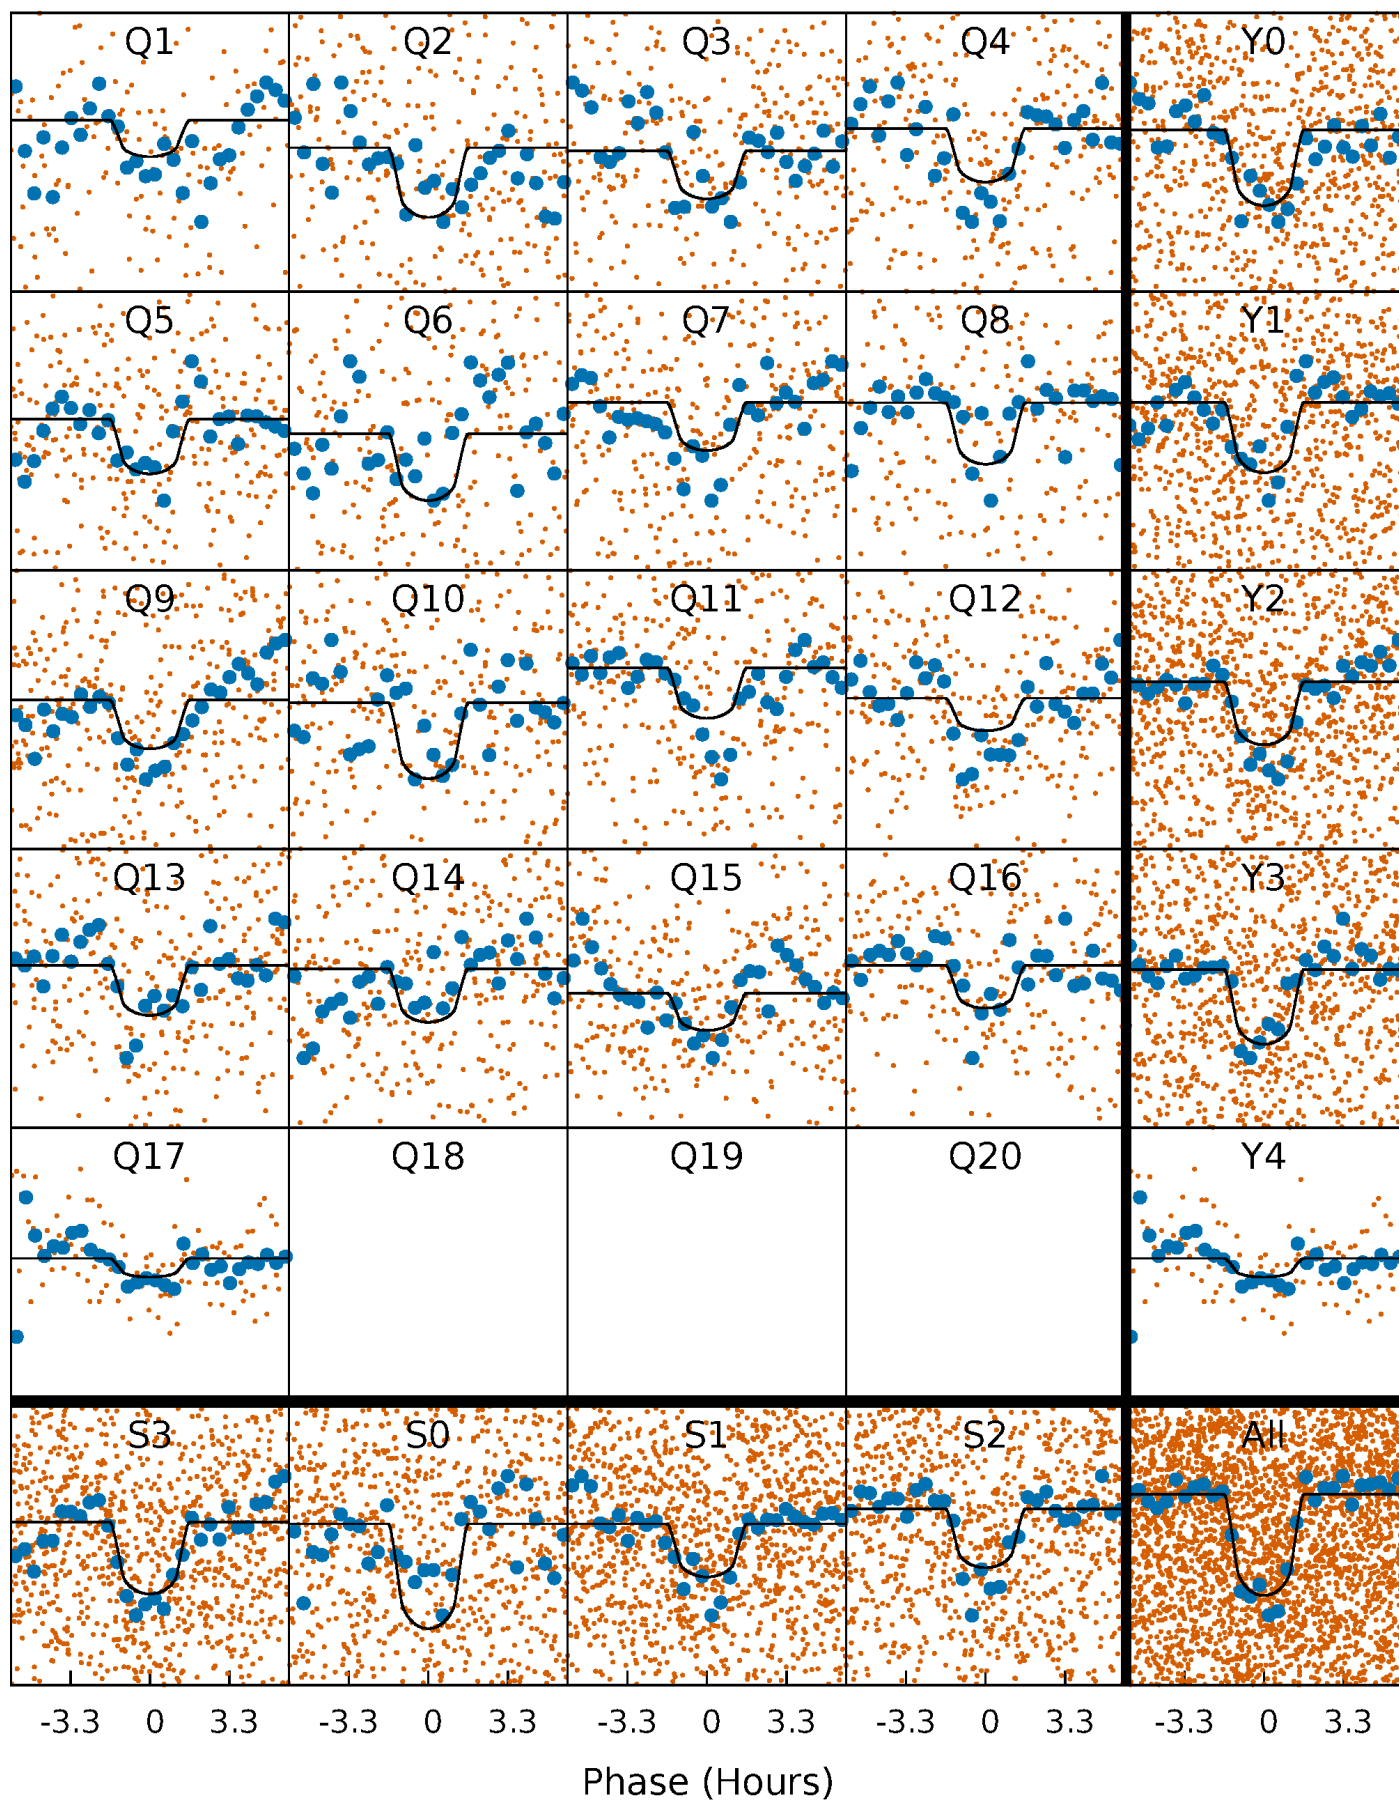 Q1 Q2 Q3 Q4 Y0
Q5 Q6 Q7 Q8 Y1
Q9 Q10 Q11 Q12 Y2
Q13 Q14 Q15 Q16 Y3
Q17 Q18 Q19 Q20 Y4
S3 S0 S1 S2 All
-3.3 0 3.3 -3.3 0 3.3 -3.3 0 3.3 -3.3 0 3.3 -3.3 0 3.3
Phase (Hours)